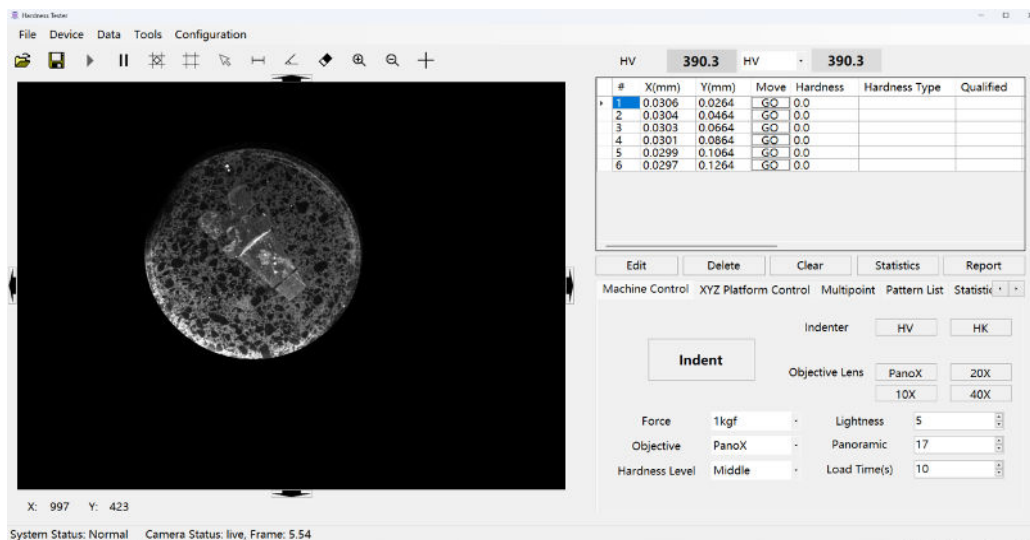 Hardness Tester
File Device Data Tools Configuration
HV 390.3 HV 390.3
# X(mm) Y(mm) Move Hardness Hardness Type Qualified
1 0.0306 0.0264 GO 0.0
2 0.0304 0.0464 GO 0.0
3 0.0303 0.0664 GO 0.0
4 0.0301 0.0864 GO 0.0
5 0.0299 0.1064 GO 0.0
6 0.0297 0.1264 GO 0.0
Edit Delete Clear Statistics Report
Machine Control XYZ Platform Control Multipoint Pattern List Statistic
Indenter HV HK
Indent
Objective Lens PanoX 20X
10X 40X
Force 1kgf Lightness 5
Objective PanoX Panoramic 17
Hardness Level Middle Load Time(s) 10
X: 997 Y: 423
System Status: Normal Camera Status: live, Frame: 5.54